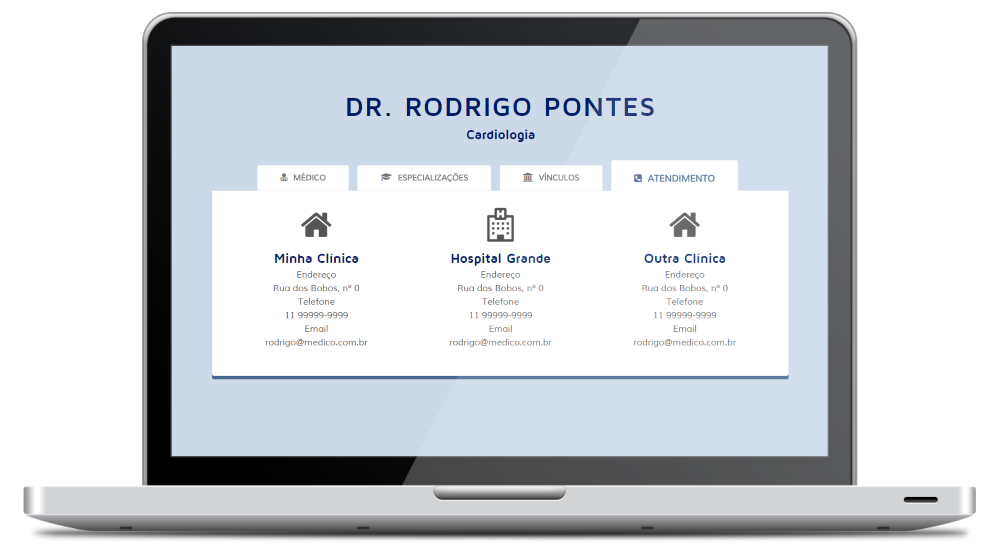 DR. RODRIGO PONTES
Cardiologia
MÉDICO
ESPECIALIZAÇÕES
VÍNCULOS
ATENDIMENTO
Minha Clínica
Endereço
Rua dos Bobos, nº 0
Telefone
11 99999-9999
Email
rodrigo@medico.com.br
H
Hospital Grande
Endereço
Rua dos Bobos, nº 0
Telefone
11 99999-9999
Email
rodrigo@medico.com.br
Outra Clínica
Endereço
Rua dos Bobos, nº 0
Telefone
11 99999-9999
Email
rodrigo@medico.com.br